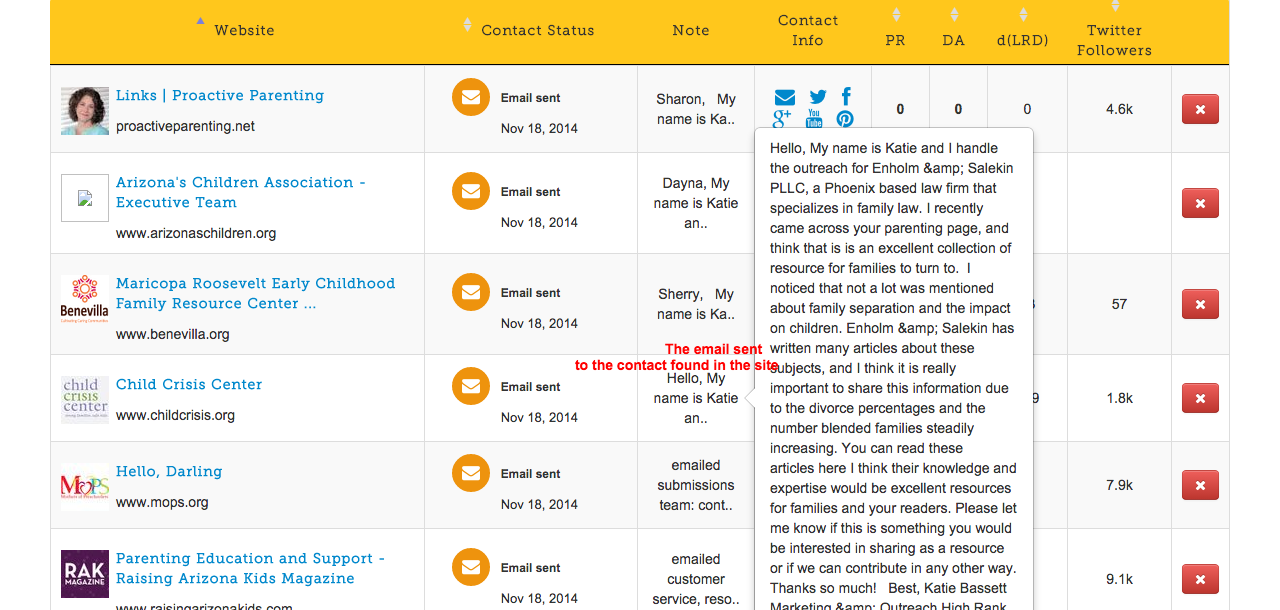 Website
Contact Status
Note
Contact
Info
PR
DA
d(LRD)
Twitter
Followers
Links | Proactive Parenting
proactiveparenting.net
Email sent
Nov 18, 2014
Sharon, My
name is Ka..
g+
You
Tube
0
0
0
4.6k
Arizona's Children Association -
Executive Team
www.arizonaschildren.org
Email sent
Nov 18, 2014
Dayna, My
name is Katie
an..
Benevilla
Maricopa Roosevelt Early Childhood
Family Resource Center ...
www.benevilla.org
Email sent
Nov 18, 2014
Sherry, My
name is Ka..
57
The email sent
to the contact found in the site
child
crisis
center
Child Crisis Center
www.childcrisis.org
Email sent
Nov 18, 2014
Hello, My
name is Katie
an..
9
1.8k
MOPS
Hello, Darling
www.mops.org
Email sent
Nov 18, 2014
emailed
submissions
team: cont..
7.9k
RAK
MAGAZINE
Parenting Education and Support -
Raising Arizona Kids Magazine
www.raisingarizonakids.com
Email sent
Nov 18, 2014
emailed
customer
service, reso..
9.1k
Hello, My name is Katie and I handle
the outreach for Enholm &amp; Salekin
PLLC, a Phoenix based law firm that
specializes in family law. I recently
came across your parenting page, and
think that is is an excellent collection of
resource for families to turn to.  I
noticed that not a lot was mentioned
about family separation and the impact
on children. Enholm &amp; Salekin has
written many articles about these
subjects, and I think it is really
important to share this information due
to the divorce percentages and the
number blended families steadily
increasing. You can read these
articles here I think their knowledge and
expertise would be excellent resources
for families and your readers. Please let
me know if this is something you would
be interested in sharing as a resource
or if we can contribute in any other way.
Thanks so much!   Best, Katie Bassett
Marketing &amp; Outreach High Rank